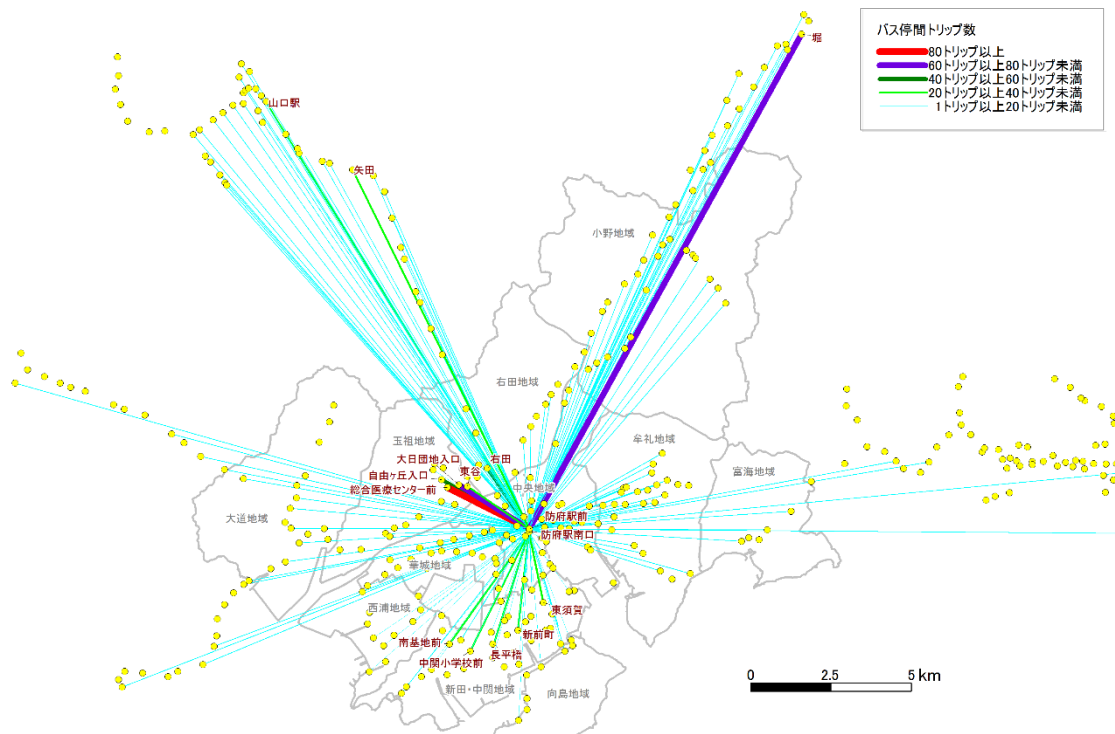 バス停間トリップ数
80トリップ以上
60トリップ以上80トリップ未満
40トリップ以上60トリップ未満
20トリップ以上40トリップ未満
1トリップ以上20トリップ未満
堀
山口駅
矢田
小野地域
右田地域
玉祖地域
牟礼地域
大日団地入口
右田
富海地域
自由ヶ丘入口
東谷
総合医療センター前
中央地域
大道地域
防府駅前
防府駅南口
華城地域
西浦地域
東須賀
南基地前
新前町
中関小学校前
長平橋
新田・中関地域
向島地域
0 2.5 5 km